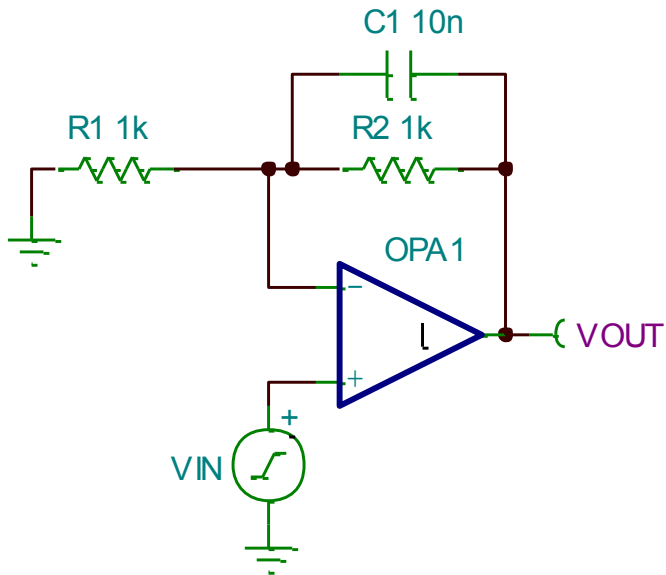 C1 10n
R1 1k
R2 1k
OPA1
−
+
VOUT
+
VIN